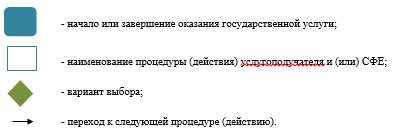 - начало или завершение оказания государственной услуги;
- наименование процедуры (действия) услугополучателя и (или) СФЕ;
- вариант выбора;
- переход к следующей процедуре (действию).